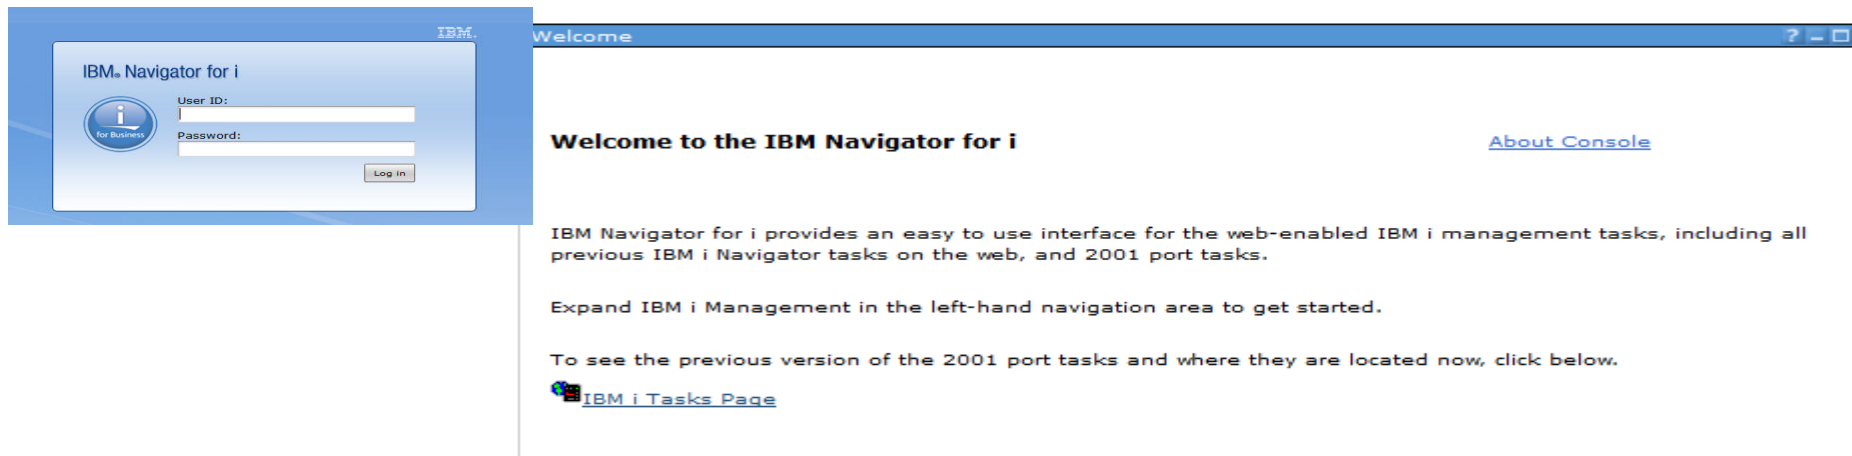 IBM.
IBM® Navigator for i
i
for Business
User ID:
Password:
Log in
Welcome
?
Welcome to the IBM Navigator for i
About Console
IBM Navigator for i provides an easy to use interface for the web-enabled IBM i management tasks, including all
previous IBM i Navigator tasks on the web, and 2001 port tasks.
Expand IBM i Management in the left-hand navigation area to get started.
To see the previous version of the 2001 port tasks and where they are located now, click below.
IBM i Tasks Page